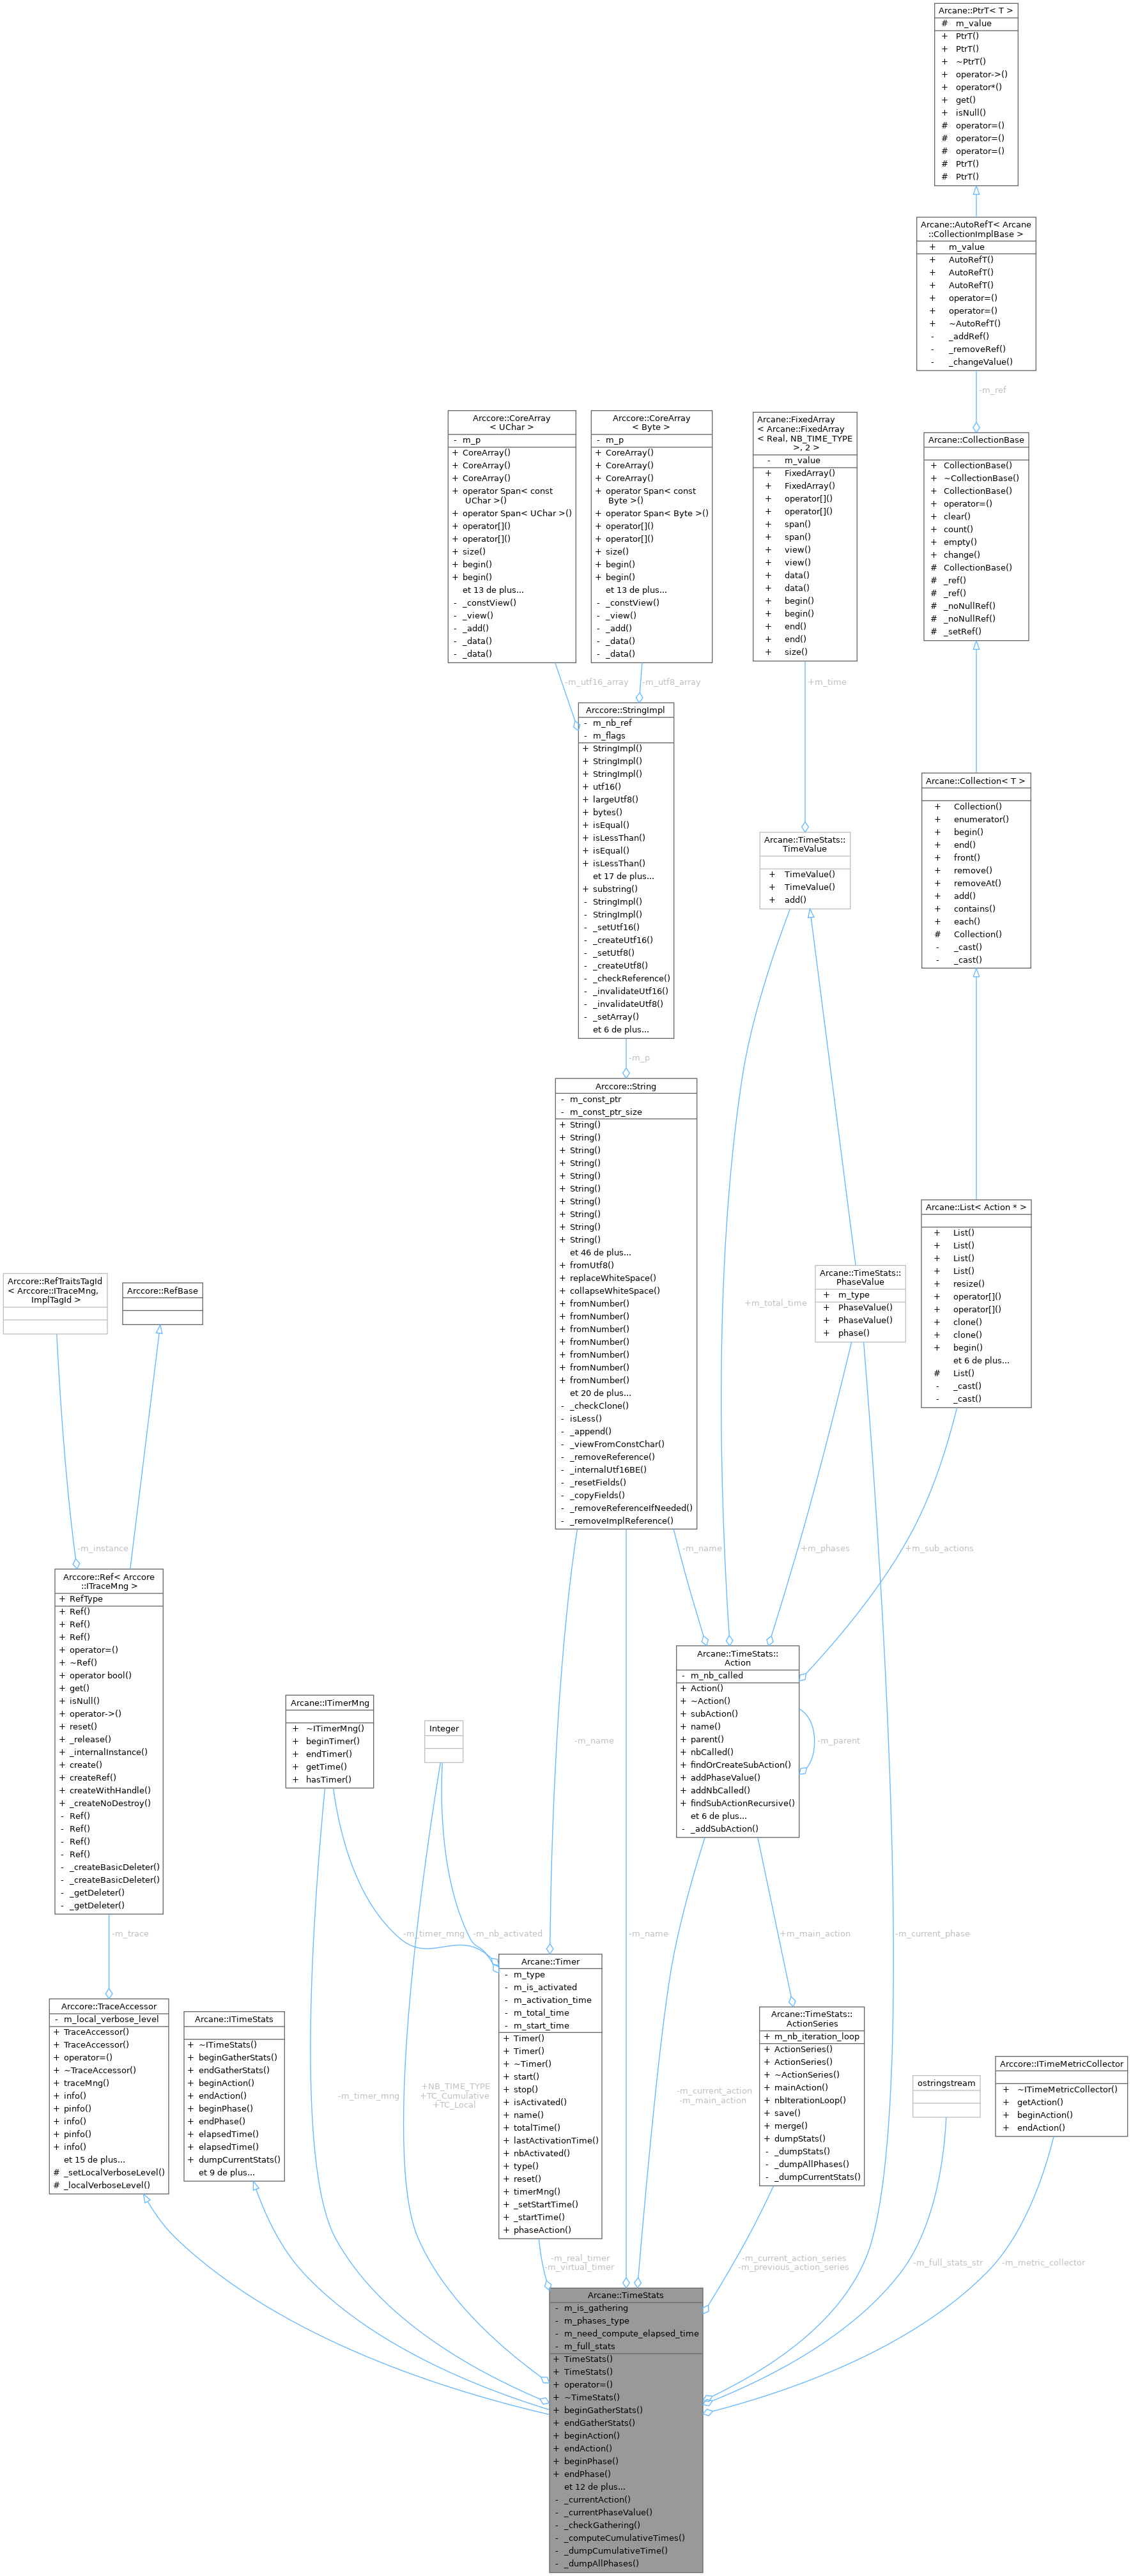 Arcane::PtrT< T >
# m_value
+ PtrT()
+ PtrT()
+ ~PtrT()
+ operator->()
+ operator*()
+ get()
+ isNull()
# operator=()
# operator=()
# operator=()
# PtrT()
# PtrT()
Arcane::AutoRefT< Arcane
::CollectionImplBase >
+ m_value
+ AutoRefT()
+ AutoRefT()
+ AutoRefT()
+ operator=()
+ operator=()
+ ~AutoRefT()
- _addRef()
- _removeRef()
- _changeValue()
-m_ref
Arccore::CoreArray
< UChar >
- m_p
+ CoreArray()
+ CoreArray()
+ CoreArray()
+ operator Span< const
UChar >()
+ operator Span< UChar >()
+ operator[]()
+ operator[]()
+ size()
+ begin()
+ begin()
et 13 de plus...
- _constView()
- _view()
- _add()
- _data()
- _data()
Arccore::CoreArray
< Byte >
- m_p
+ CoreArray()
+ CoreArray()
+ CoreArray()
+ operator Span< const
Byte >()
+ operator Span< Byte >()
+ operator[]()
+ operator[]()
+ size()
+ begin()
+ begin()
et 13 de plus...
- _constView()
- _view()
- _add()
- _data()
- _data()
Arcane::FixedArray
< Arcane::FixedArray
< Real, NB_TIME_TYPE
>, 2 >
- m_value
+ FixedArray()
+ FixedArray()
+ operator[]()
+ operator[]()
+ span()
+ span()
+ view()
+ view()
+ data()
+ data()
+ begin()
+ begin()
+ end()
+ end()
+ size()
Arcane::CollectionBase
+ CollectionBase()
+ ~CollectionBase()
+ CollectionBase()
+ operator=()
+ clear()
+ count()
+ empty()
+ change()
# CollectionBase()
# _ref()
# _ref()
# _noNullRef()
# _noNullRef()
# _setRef()
-m_utf16_array
-m_utf8_array
+m_time
Arccore::StringImpl
- m_nb_ref
- m_flags
+ StringImpl()
+ StringImpl()
+ StringImpl()
+ utf16()
+ largeUtf8()
+ bytes()
+ isEqual()
+ isLessThan()
+ isEqual()
+ isLessThan()
et 17 de plus...
+ substring()
- StringImpl()
- StringImpl()
- _setUtf16()
- _createUtf16()
- _setUtf8()
- _createUtf8()
- _checkReference()
- _invalidateUtf16()
- _invalidateUtf8()
- _setArray()
et 6 de plus...
Arcane::TimeStats::
TimeValue
+ TimeValue()
+ TimeValue()
+ add()
Arcane::Collection< T >
+ Collection()
+ enumerator()
+ begin()
+ end()
+ front()
+ remove()
+ removeAt()
+ add()
+ contains()
+ each()
# Collection()
- _cast()
- _cast()
-m_p
Arccore::String
- m_const_ptr
- m_const_ptr_size
+ String()
+ String()
+ String()
+ String()
+ String()
+ String()
+ String()
+ String()
+ String()
+ String()
et 46 de plus...
+ fromUtf8()
+ replaceWhiteSpace()
+ collapseWhiteSpace()
+ fromNumber()
+ fromNumber()
+ fromNumber()
+ fromNumber()
+ fromNumber()
+ fromNumber()
+ fromNumber()
et 20 de plus...
- _checkClone()
- isLess()
- _append()
- _viewFromConstChar()
- _removeReference()
- _internalUtf16BE()
- _resetFields()
- _copyFields()
- _removeReferenceIfNeeded()
- _removeImplReference()
Arcane::List< Action * >
+ List()
+ List()
+ List()
+ List()
+ resize()
+ operator[]()
+ operator[]()
+ clone()
+ clone()
+ begin()
et 6 de plus...
# List()
- _cast()
- _cast()
Arcane::TimeStats::
PhaseValue
+ m_type
+ PhaseValue()
+ PhaseValue()
+ phase()
+m_total_time
Arccore::RefTraitsTagId
< Arccore::ITraceMng,
ImplTagId >
Arccore::RefBase
-m_instance
-m_name
+m_phases
+m_sub_actions
Arccore::Ref< Arccore
::ITraceMng >
+ RefType
+ Ref()
+ Ref()
+ Ref()
+ operator=()
+ ~Ref()
+ operator bool()
+ get()
+ isNull()
+ operator->()
+ reset()
+ _release()
+ _internalInstance()
+ create()
+ createRef()
+ createWithHandle()
+ _createNoDestroy()
- Ref()
- Ref()
- Ref()
- Ref()
- _createBasicDeleter()
- _createBasicDeleter()
- _getDeleter()
- _getDeleter()
Arcane::TimeStats::
Action
- m_nb_called
+ Action()
+ ~Action()
+ subAction()
+ name()
+ parent()
+ nbCalled()
+ findOrCreateSubAction()
+ addPhaseValue()
+ addNbCalled()
+ findSubActionRecursive()
et 6 de plus...
- _addSubAction()
-m_parent
Arcane::ITimerMng
+ ~ITimerMng()
+ beginTimer()
+ endTimer()
+ getTime()
+ hasTimer()
Integer
-m_name
-m_trace
-m_timer_mng
-m_nb_activated
-m_name
+m_main_action
-m_current_phase
Arcane::Timer
- m_type
- m_is_activated
- m_activation_time
- m_total_time
- m_start_time
+ Timer()
+ Timer()
+ ~Timer()
+ start()
+ stop()
+ isActivated()
+ name()
+ totalTime()
+ lastActivationTime()
+ nbActivated()
+ type()
+ reset()
+ timerMng()
+ _setStartTime()
+ _startTime()
+ phaseAction()
Arccore::TraceAccessor
- m_local_verbose_level
+ TraceAccessor()
+ TraceAccessor()
+ operator=()
+ ~TraceAccessor()
+ traceMng()
+ info()
+ pinfo()
+ info()
+ pinfo()
+ info()
et 15 de plus...
# _setLocalVerboseLevel()
# _localVerboseLevel()
Arcane::ITimeStats
+ ~ITimeStats()
+ beginGatherStats()
+ endGatherStats()
+ beginAction()
+ endAction()
+ beginPhase()
+ endPhase()
+ elapsedTime()
+ elapsedTime()
+ dumpCurrentStats()
et 9 de plus...
Arcane::TimeStats::
ActionSeries
+ m_nb_iteration_loop
+ ActionSeries()
+ ActionSeries()
+ ~ActionSeries()
+ mainAction()
+ nbIterationLoop()
+ save()
+ merge()
+ dumpStats()
- _dumpStats()
- _dumpAllPhases()
- _dumpCurrentStats()
ostringstream
Arccore::ITimeMetricCollector
+ ~ITimeMetricCollector()
+ getAction()
+ beginAction()
+ endAction()
-m_timer_mng
+NB_TIME_TYPE
+TC_Cumulative
+TC_Local
-m_current_action
-m_main_action
-m_real_timer
-m_virtual_timer
-m_current_action_series
-m_previous_action_series
-m_full_stats_str
-m_metric_collector
Arcane::TimeStats
- m_is_gathering
- m_phases_type
- m_need_compute_elapsed_time
- m_full_stats
+ TimeStats()
+ TimeStats()
+ operator=()
+ ~TimeStats()
+ beginGatherStats()
+ endGatherStats()
+ beginAction()
+ endAction()
+ beginPhase()
+ endPhase()
et 12 de plus...
- _currentAction()
- _currentPhaseValue()
- _checkGathering()
- _computeCumulativeTimes()
- _dumpCumulativeTime()
- _dumpAllPhases()